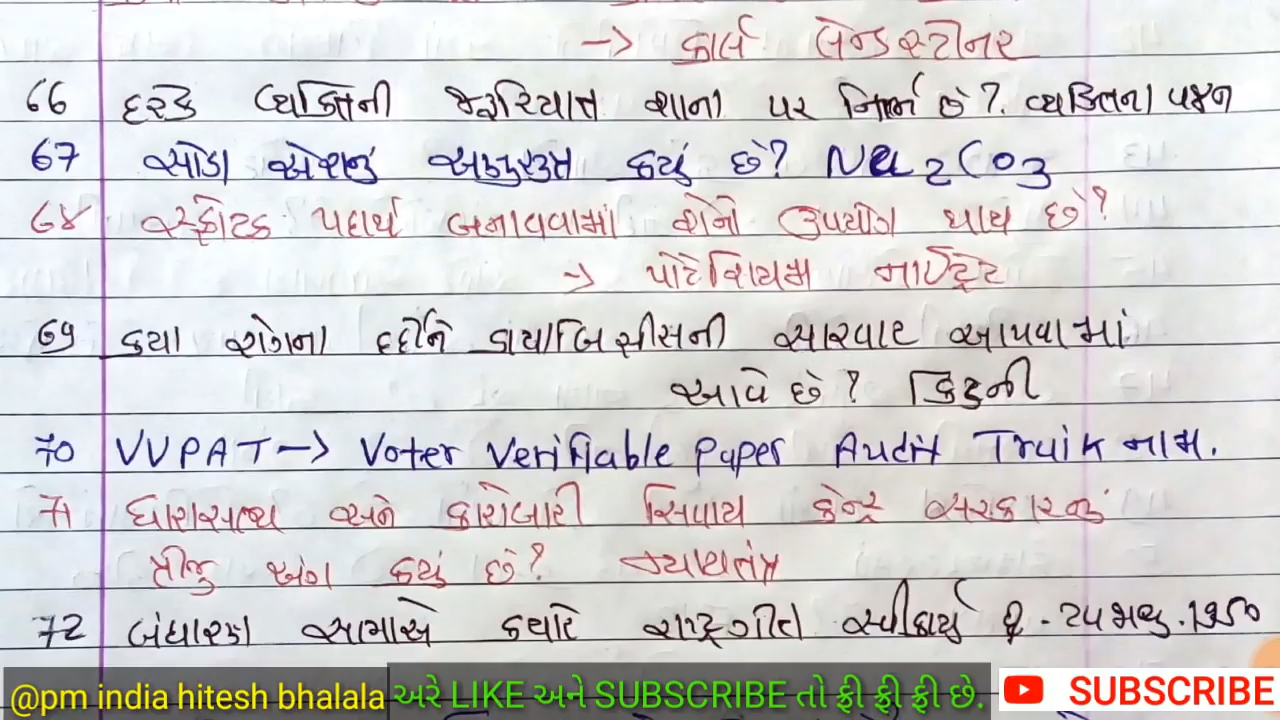 -> કાર્લ લેન્ડસ્ટીનર
66 દરેક વ્યક્તિની જરૂરિયાત શાના પર નિર્ભ છે? વ્યક્તિના વજન
67 સોડા એશનું અણુસુત્ર કયું છે? Na2CO3
68 સ્ફોટક પદાર્થ બનાવવામાં શેનો ઉપયોગ થાય છે?
-> પોટેશિયમ નાઈટ્રેટ
69 કયા રોગના દર્દીને ડાયાલિસીસની સારવાર આપવામાં
આવે છે? કિડની
70 VVPAT -> Voter Verifiable Paper Audit Traik નામ.
71 ધારાસભ્ય અને કારોબારી સિવાય કેન્દ્ર સરકારનું
ત્રીજુ અંગ કયું છે? ન્યાયતંત્ર
72 બંધારણ સભાએ ક્યારે રાષ્ટ્રગીત સ્વીકાર્યુ હતુ. 24 જાન્યુ. 1950
@pm india hitesh bhalala અરે LIKE અને SUBSCRIBE તો ફ્રી ફ્રી ફ્રી છે. SUBSCRIBE